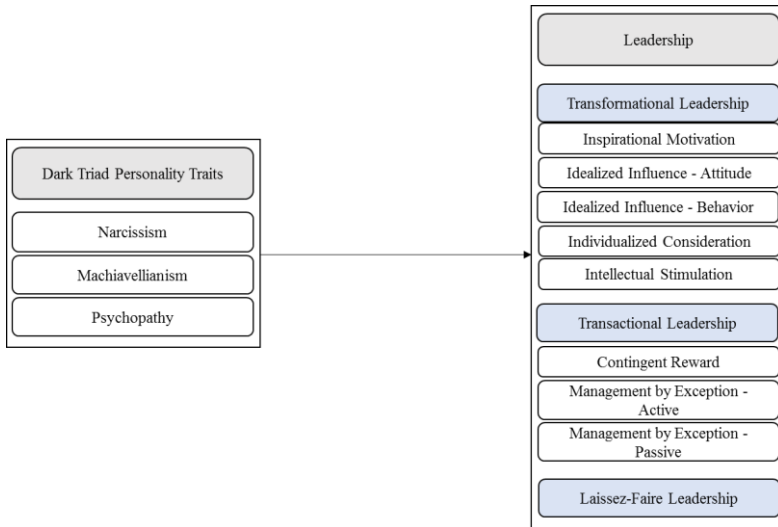 Dark Triad Personality Traits
Narcissism
Machiavellianism
Psychopathy
Leadership
Transformational Leadership
Inspirational Motivation
Idealized Influence - Attitude
Idealized Influence - Behavior
Individualized Consideration
Intellectual Stimulation
Transactional Leadership
Contingent Reward
Management by Exception -
Active
Management by Exception -
Passive
Laissez-Faire Leadership